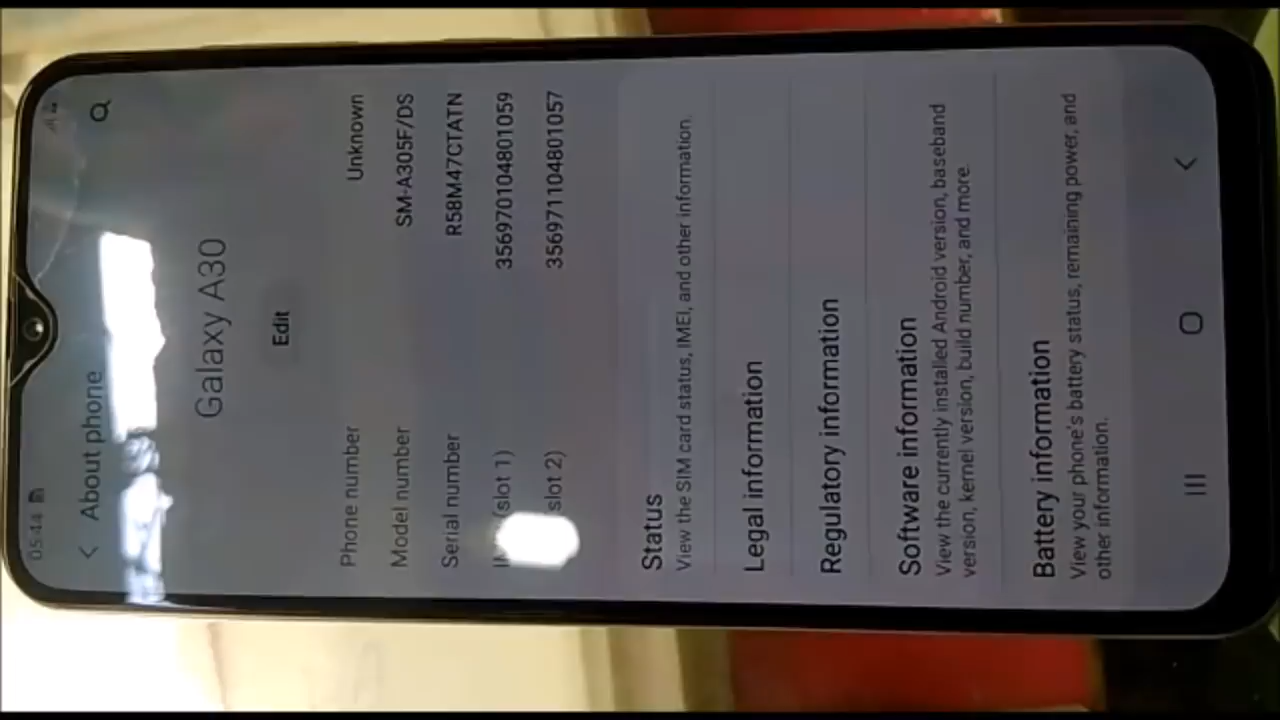 05:44
About phone
Galaxy A30
Edit
Phone number Unknown
Model number SM-A305F/DS
Serial number R58M47CTATN
(slot 1) 356970104801059
slot 2) 356971104801057
Status
View the SIM card status, IMEI, and other information.
Legal information
Regulatory information
Software information
View the currently installed Android version, baseband
version, kernel version, build number, and more.
Battery information
View your phone's battery status, remaining power, and
other information.